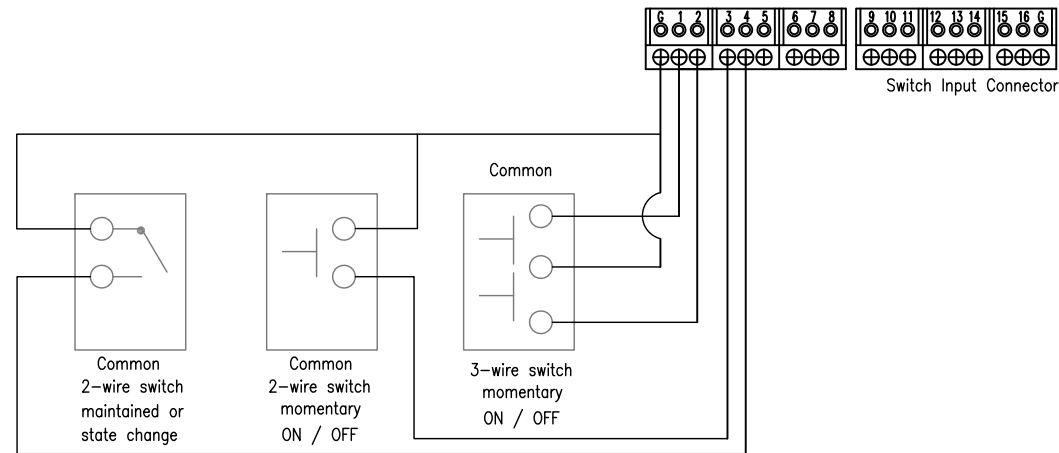 G 1 2 3 4 5 6 7 8 9 10 11 12 13 14 15 16 G
Switch Input Connector
Common
Common
2-wire switch
maintained or
state change
Common
2-wire switch
momentary
ON / OFF
3-wire switch
momentary
ON / OFF